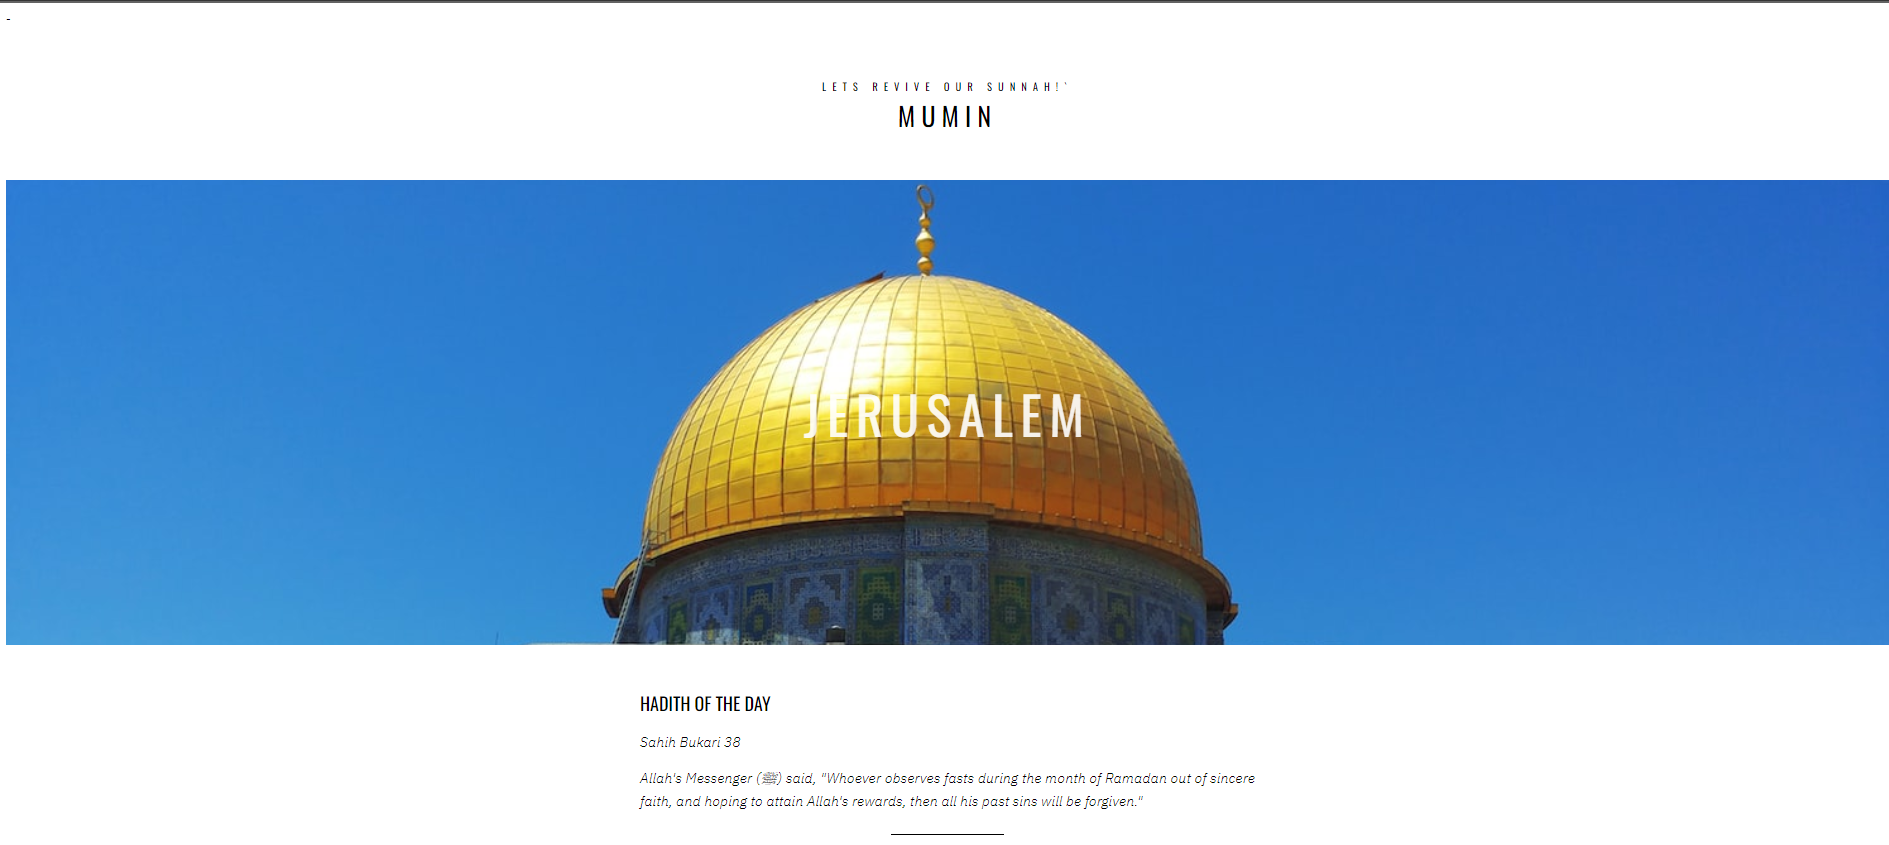 -
LETS REVIVE OUR SUNNAH!`
MUMIN
JERUSALEM
HADITH OF THE DAY
Sahih Bukari 38
Allah's Messenger (ﷺ) said, "Whoever observes fasts during the month of Ramadan out of sincere
faith, and hoping to attain Allah's rewards, then all his past sins will be forgiven."